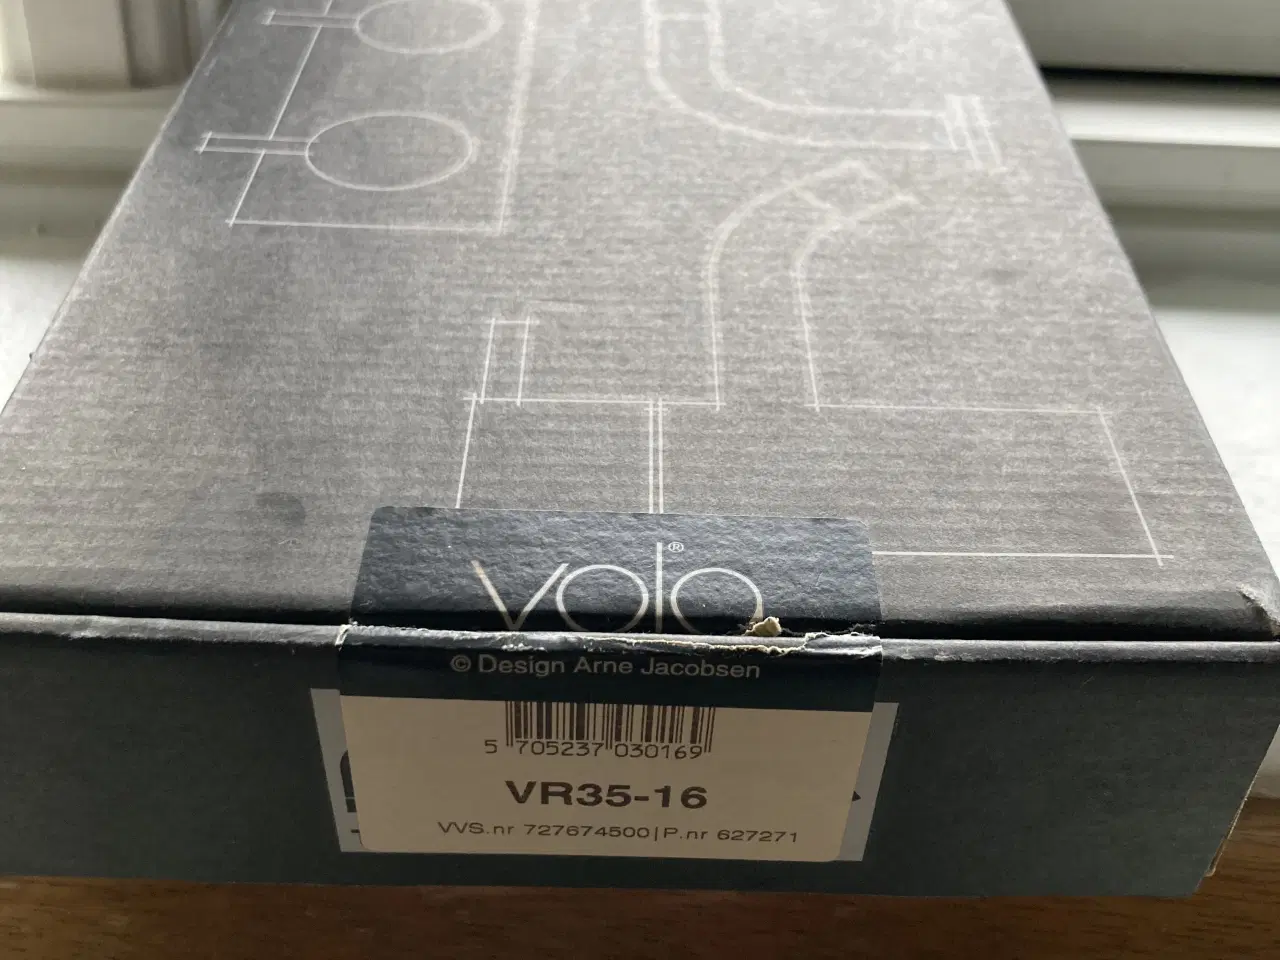 vola®
© Design Arne Jacobsen
5 705237 030169
VR35-16
VVS.nr 727674500|P.nr 627271